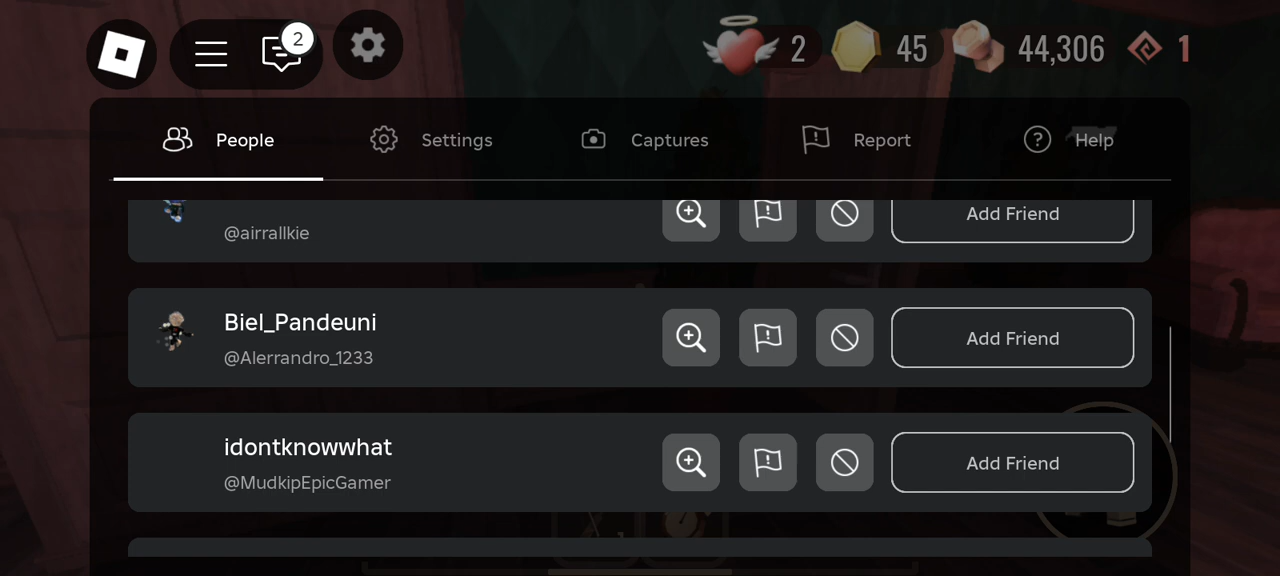 2
2
45
44,306
1
People
Settings
Captures
Report
Help
@airrallkie
Add Friend
Biel_Pandeuni
@Alerrandro_1233
Add Friend
idontknowwhat
@MudkipEpicGamer
Add Friend